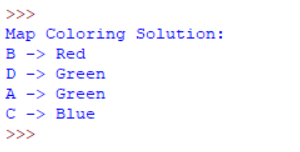 >>>
Map Coloring Solution:
B -> Red
D -> Green
A -> Green
C -> Blue
>>>